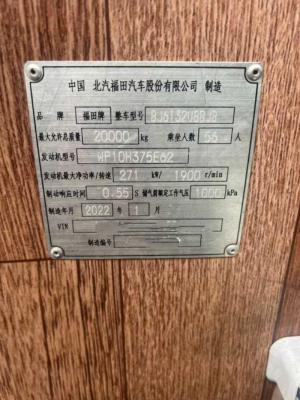 中国 北汽福田汽车股份有限公司 制造
品 牌 福田牌 整车型号
最大允许总质量 20000 kg 乘坐人数 56 人
发动机型号 WP10H375E62
发动机最大净功率/转速 271 kW/ 1900 r/min
制动响应时间 0.55 S 储气筒额定工作气压 1000 kPa
制造年月 2022 年 1 月
VIN
制造编号